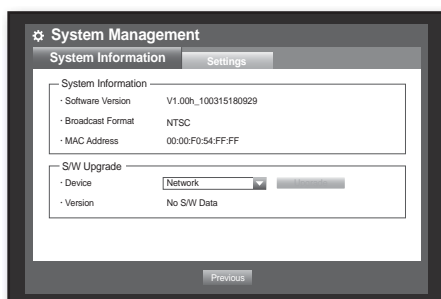 System Management
System Information Settings
System Information
· Software Version V1.00h_100315180929
· Broadcast Format NTSC
· MAC Address 00:00:F0:54:FF:FF
S/W Upgrade
· Device Network Upgrade
· Version No S/W Data
Previous